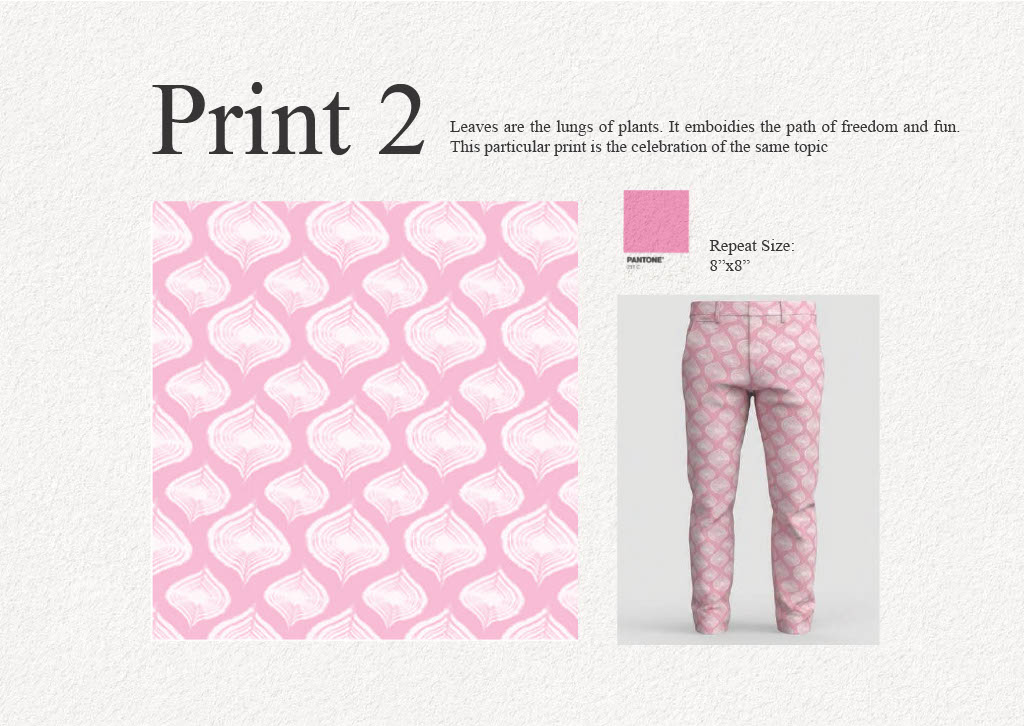 Print 2
Leaves are the lungs of plants. It emboidies the path of freedom and fun.
This particular print is the celebration of the same topic
PANTONE®
Repeat Size:
8”x8”